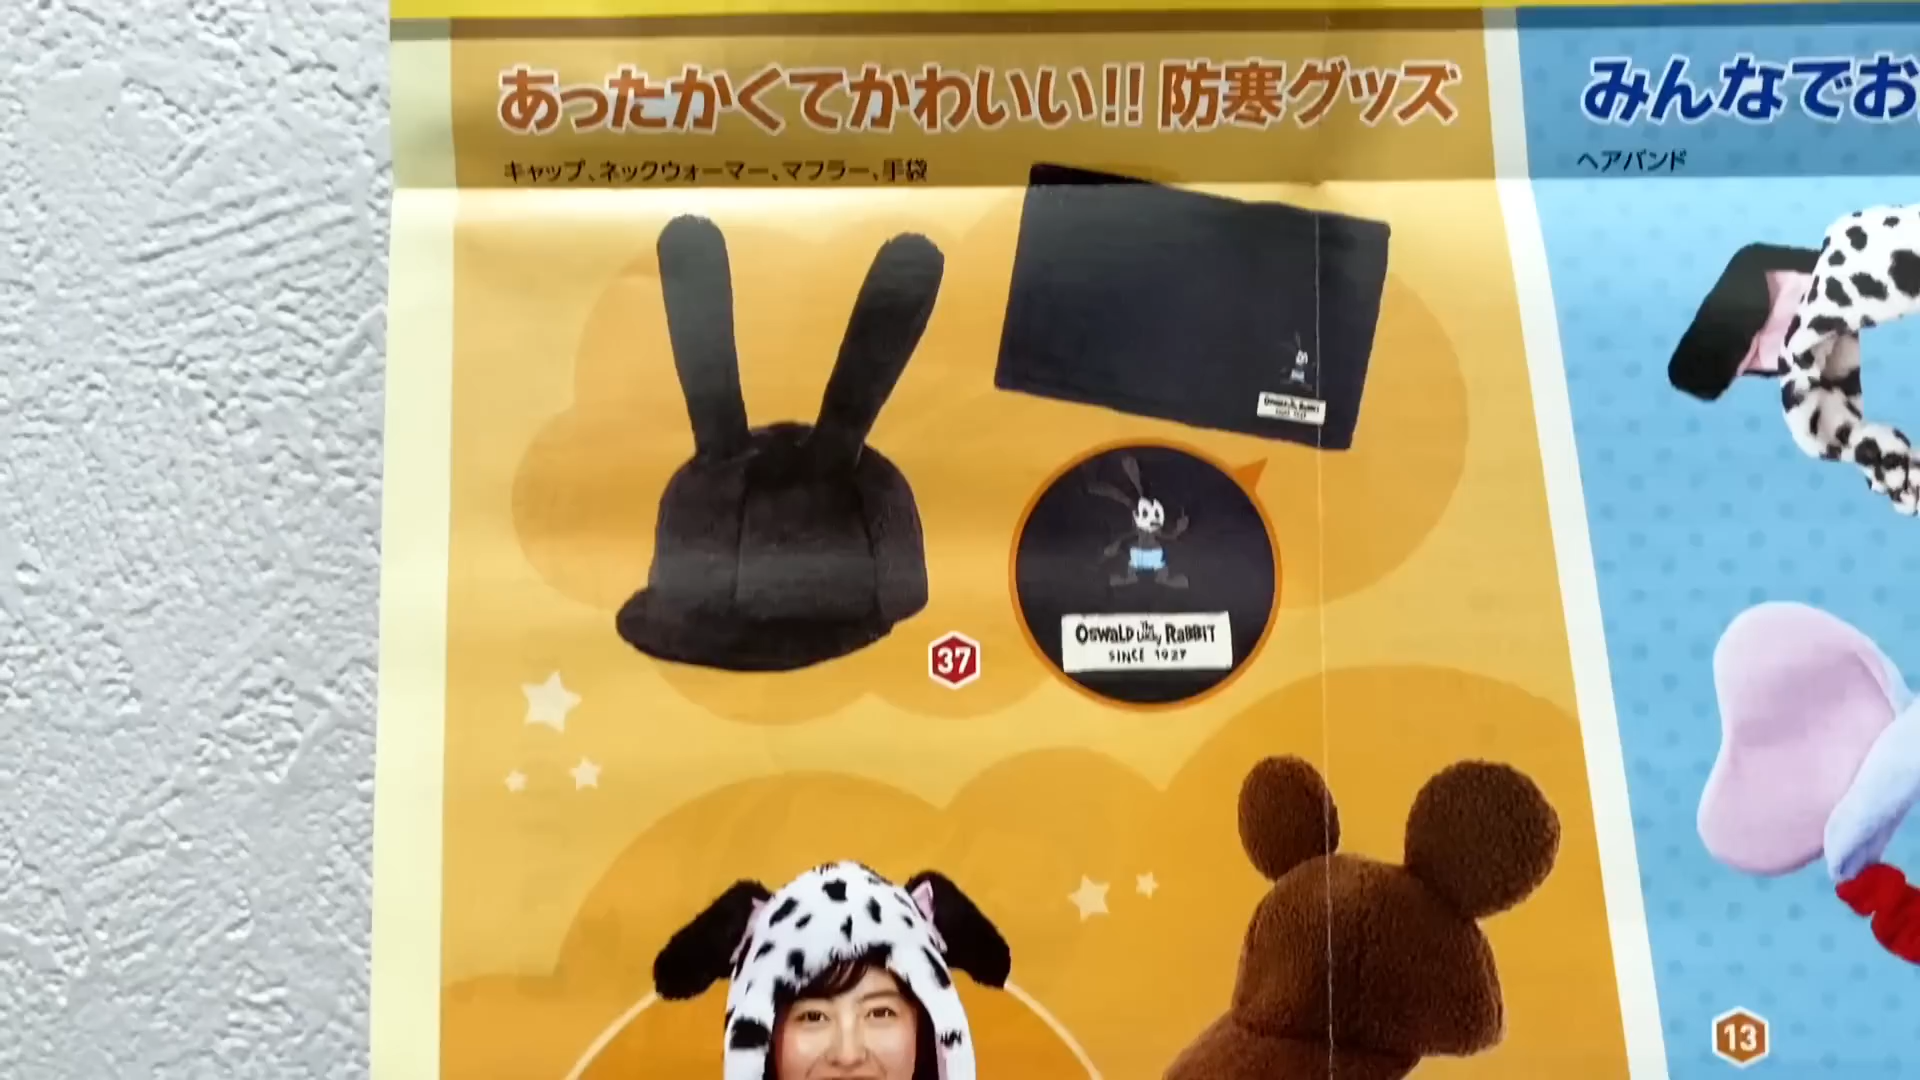 あったかくてかわいい!! 防寒グッズ
キャップ、ネックウォーマー、マフラー、手袋
OSWALD The Lucky RABBIT
SINCE 1927
37
みんなでお
ヘアバンド
13